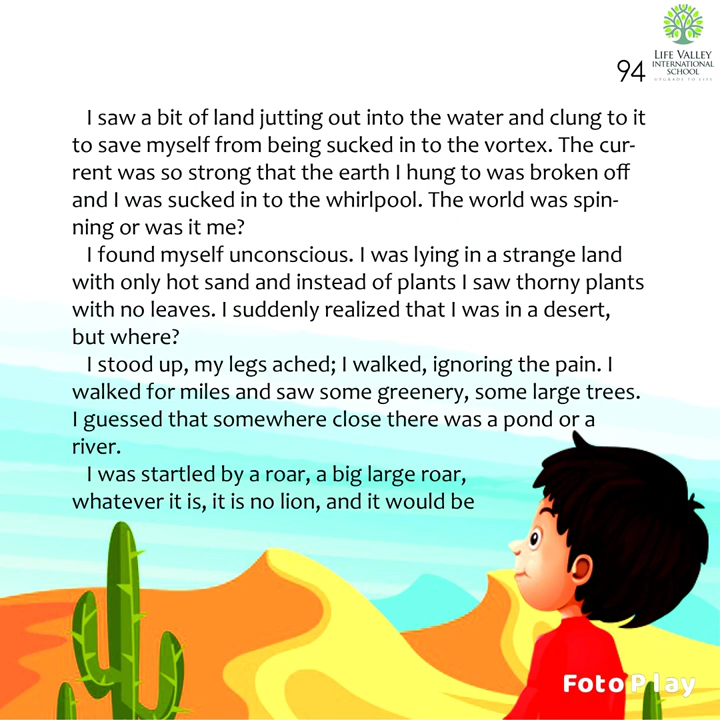 LIFE VALLEY
INTERNATIONAL
SCHOOL
UPGRADE TO LIFE
94
I saw a bit of land jutting out into the water and clung to it
to save myself from being sucked in to the vortex. The cur-
rent was so strong that the earth I hung to was broken off
and I was sucked in to the whirlpool. The world was spin-
ning or was it me?
I found myself unconscious. I was lying in a strange land
with only hot sand and instead of plants I saw thorny plants
with no leaves. I suddenly realized that I was in a desert,
but where?
I stood up, my legs ached; I walked, ignoring the pain. I
walked for miles and saw some greenery, some large trees.
I guessed that somewhere close there was a pond or a
river.
I was startled by a roar, a big large roar,
whatever it is, it is no lion, and it would be
FotoPlay